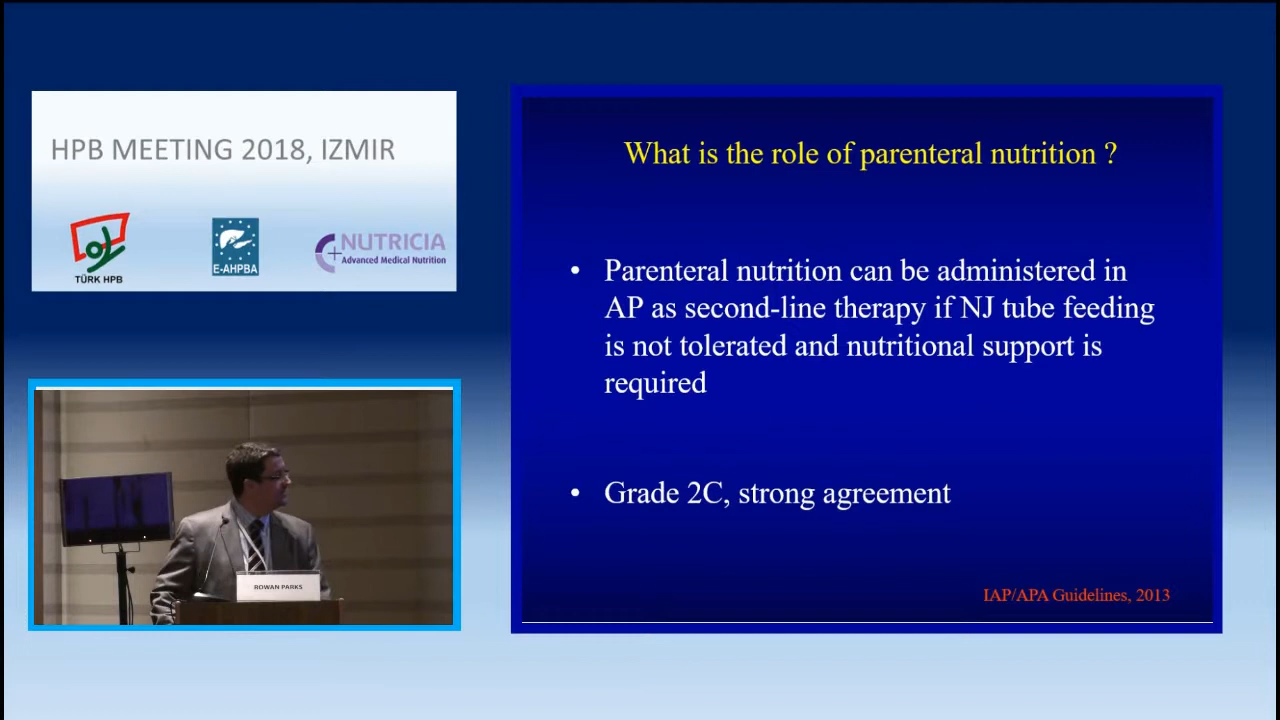 HPB MEETING 2018, IZMIR
TÜRK HPB
E-AHPBA
NUTRICIA
Advanced Medical Nutrition
ROWAN PARKS
What is the role of parenteral nutrition ?
• Parenteral nutrition can be administered in
AP as second-line therapy if NJ tube feeding
is not tolerated and nutritional support is
required
• Grade 2C, strong agreement
IAP/APA Guidelines, 2013